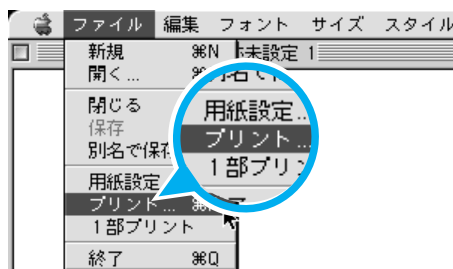 ファイル 編集 フォント サイズ スタイル
新規 ⌘N
未設定 1
開く...
閉じる
保存
別名で保存
用紙設定
プリント...
1部プリント
終了 ⌘Q
用紙設定...
プリント...
1部プリン